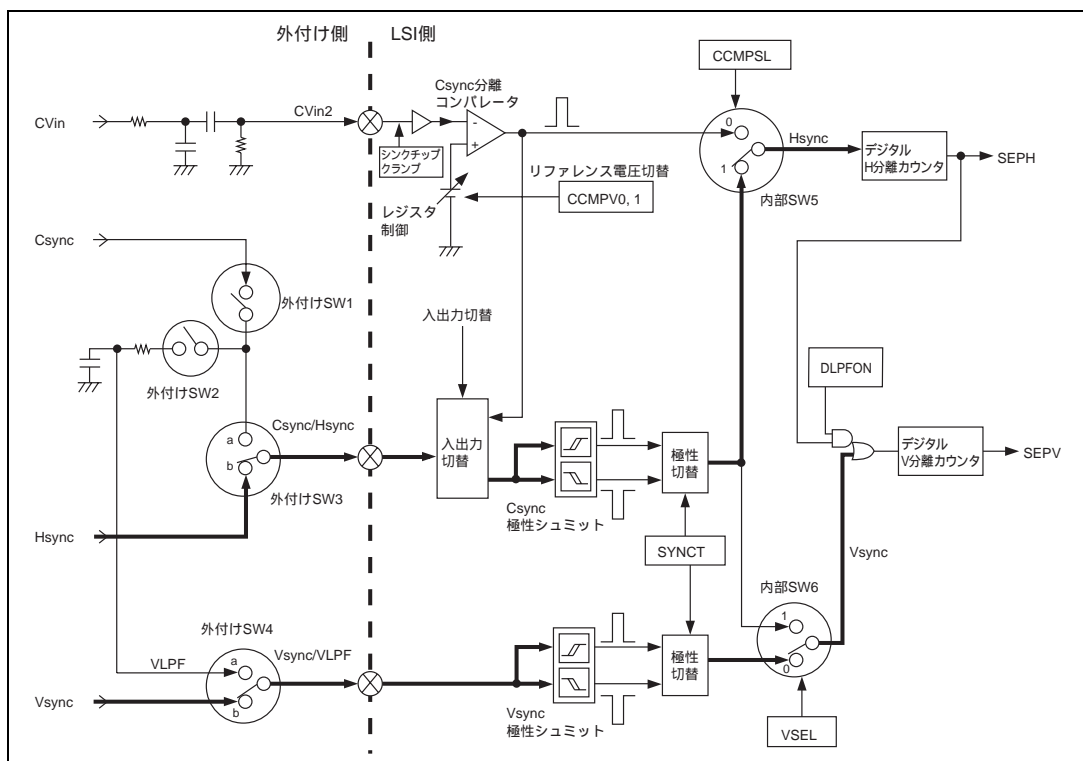 外付け側
LSI側
CVin
CVin2
Csync分離
コンパレータ
-
+
シンクチップ
クランプ
レジスタ
制御
リファレンス電圧切替
CCMPV0, 1
CCMPSL
0
1
Hsync
内部SW5
デジタル
H分離カウンタ
SEPH
Csync
外付けSW1
外付けSW2
入出力切替
Csync/Hsync
a
b
外付けSW3
入出力
切替
Csync
極性シュミット
極性
切替
DLPFON
デジタル
V分離カウンタ
SEPV
Hsync
SYNCT
Vsync
内部SW6
1
0
外付けSW4
VLPF
a
b
Vsync/VLPF
Vsync
Vsync
極性シュミット
極性
切替
VSEL